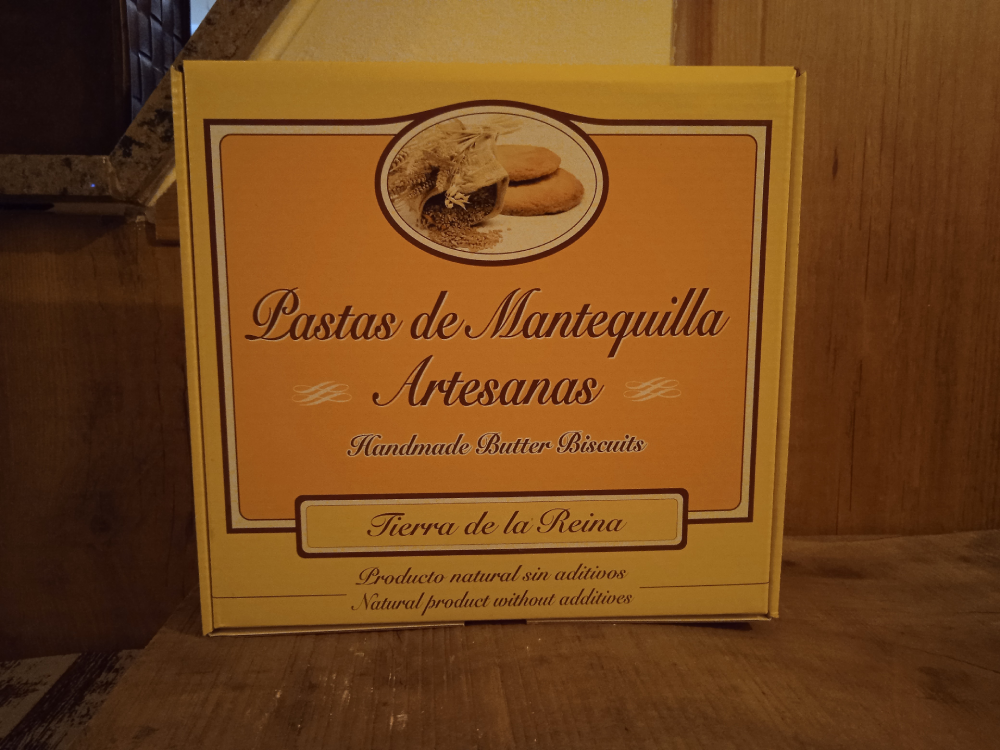 Pastas de Mantequilla
Artesanas
Handmade Butter Biscuits
Tierra de la Reina
Producto natural sin aditivos
Natural product without additives